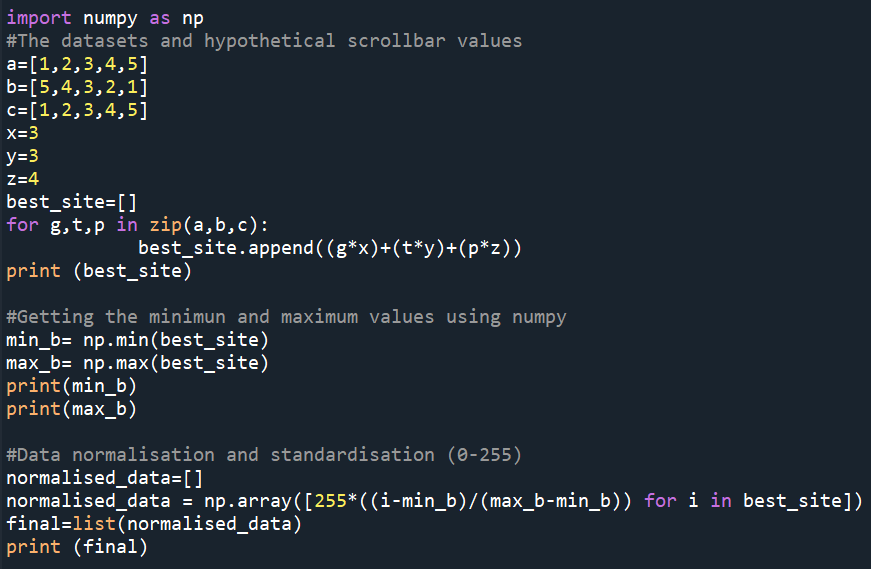 import numpy as np
#The datasets and hypothetical scrollbar values
a=[1,2,3,4,5]
b=[5,4,3,2,1]
c=[1,2,3,4,5]
x=3
y=3
z=4
best_site=[]
for g,t,p in zip(a,b,c):
            best_site.append((g*x)+(t*y)+(p*z))
print (best_site)

#Getting the minimun and maximum values using numpy
min_b= np.min(best_site)
max_b= np.max(best_site)
print(min_b)
print(max_b)

#Data normalisation and standardisation (0-255)
normalised_data=[]
normalised_data = np.array([255*((i-min_b)/(max_b-min_b)) for i in best_site])
final=list(normalised_data)
print (final)